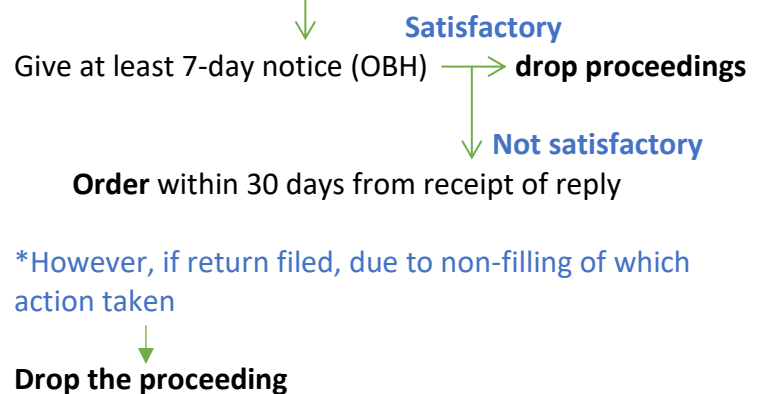 Satisfactory
Give at least 7-day notice (OBH) drop proceedings
Not satisfactory
Order within 30 days from receipt of reply
*However, if return filed, due to non-filling of which
action taken
Drop the proceeding